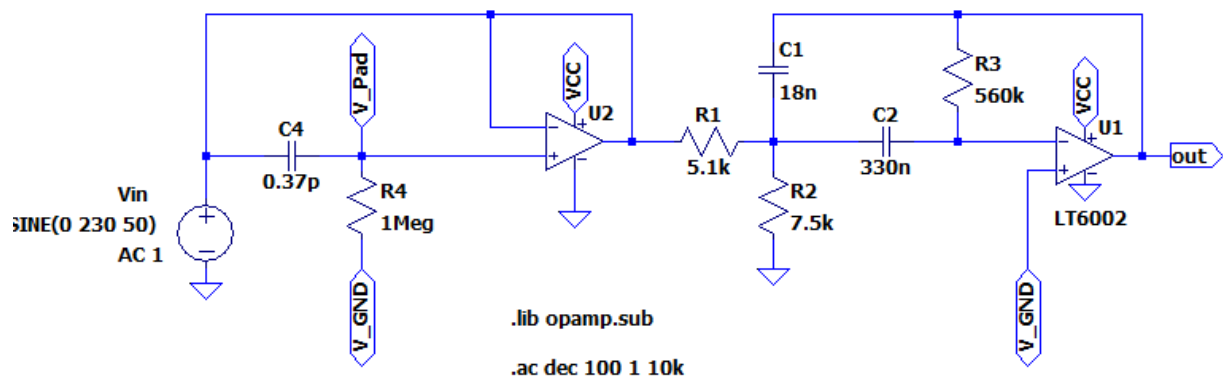 V_Pad
VCC
U2
C1
18n
R3
560k
VCC
C4
0.37p
R1
5.1k
C2
330n
U1
out
Vin
SINE(0 230 50)
AC 1
R4
1Meg
R2
7.5k
LT6002
V_GND
V_GND
.lib opamp.sub
.ac dec 100 1 10k